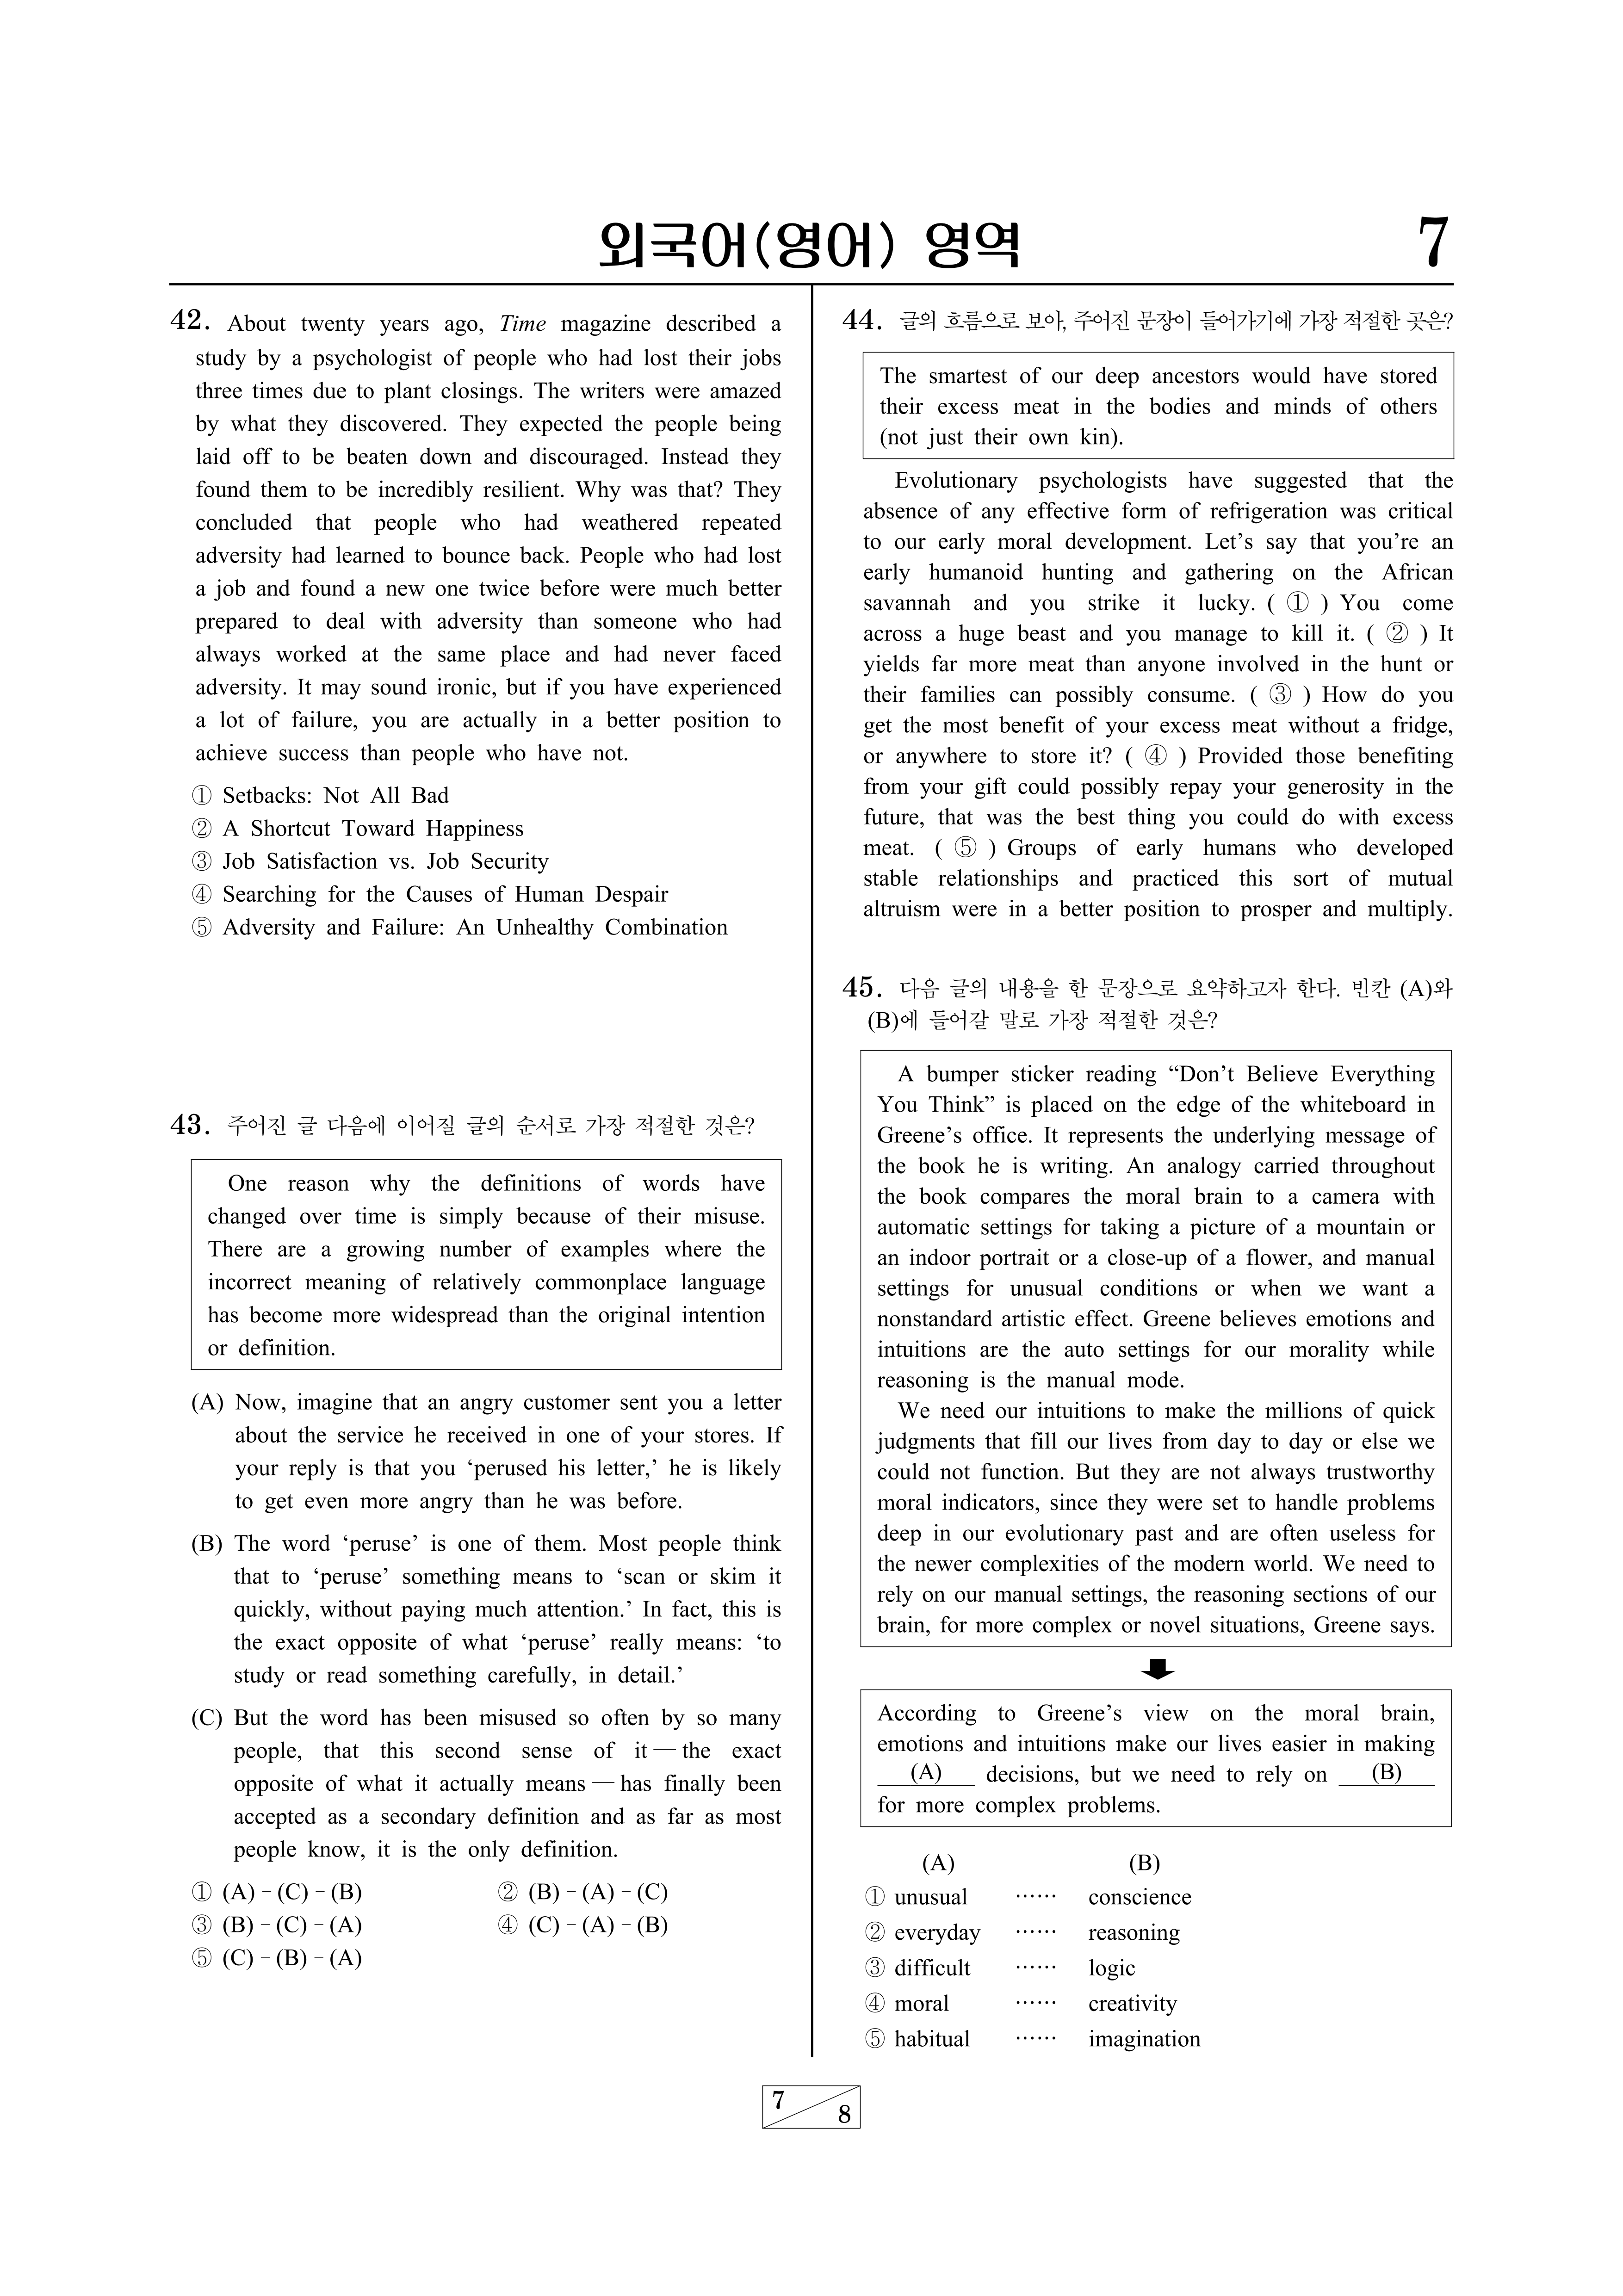 외국어(영어) 영역
7
42. About twenty years ago, Time magazine described a
study by a psychologist of people who had lost their jobs
three times due to plant closings. The writers were amazed
by what they discovered. They expected the people being
laid off to be beaten down and discouraged. Instead they
found them to be incredibly resilient. Why was that? They
concluded that people who had weathered repeated
adversity had learned to bounce back. People who had lost
a job and found a new one twice before were much better
prepared to deal with adversity than someone who had
always worked at the same place and had never faced
adversity. It may sound ironic, but if you have experienced
a lot of failure, you are actually in a better position to
achieve success than people who have not.
① Setbacks: Not All Bad
② A Shortcut Toward Happiness
③ Job Satisfaction vs. Job Security
④ Searching for the Causes of Human Despair
⑤ Adversity and Failure: An Unhealthy Combination
43. 주어진 글 다음에 이어질 글의 순서로 가장 적절한 것은?
One reason why the definitions of words have
changed over time is simply because of their misuse.
There are a growing number of examples where the
incorrect meaning of relatively commonplace language
has become more widespread than the original intention
or definition.
(A) Now, imagine that an angry customer sent you a letter
about the service he received in one of your stores. If
your reply is that you ‘perused his letter,’ he is likely
to get even more angry than he was before.
(B) The word ‘peruse’ is one of them. Most people think
that to ‘peruse’ something means to ‘scan or skim it
quickly, without paying much attention.’ In fact, this is
the exact opposite of what ‘peruse’ really means: ‘to
study or read something carefully, in detail.’
(C) But the word has been misused so often by so many
people, that this second sense of it — the exact
opposite of what it actually means — has finally been
accepted as a secondary definition and as far as most
people know, it is the only definition.
① (A) - (C) - (B) ② (B) - (A) - (C)
③ (B) - (C) - (A) ④ (C) - (A) - (B)
⑤ (C) - (B) - (A)
44. 글의 흐름으로 보아, 주어진 문장이 들어가기에 가장 적절한 곳은?
The smartest of our deep ancestors would have stored
their excess meat in the bodies and minds of others
(not just their own kin).
Evolutionary psychologists have suggested that the
absence of any effective form of refrigeration was critical
to our early moral development. Let’s say that you’re an
early humanoid hunting and gathering on the African
savannah and you strike it lucky. ( ① ) You come
across a huge beast and you manage to kill it. ( ② ) It
yields far more meat than anyone involved in the hunt or
their families can possibly consume. ( ③ ) How do you
get the most benefit of your excess meat without a fridge,
or anywhere to store it? ( ④ ) Provided those benefiting
from your gift could possibly repay your generosity in the
future, that was the best thing you could do with excess
meat. ( ⑤ ) Groups of early humans who developed
stable relationships and practiced this sort of mutual
altruism were in a better position to prosper and multiply.
45. 다음 글의 내용을 한 문장으로 요약하고자 한다. 빈칸 (A)와
(B)에 들어갈 말로 가장 적절한 것은?
A bumper sticker reading “Don’t Believe Everything
You Think” is placed on the edge of the whiteboard in
Greene’s office. It represents the underlying message of
the book he is writing. An analogy carried throughout
the book compares the moral brain to a camera with
automatic settings for taking a picture of a mountain or
an indoor portrait or a close-up of a flower, and manual
settings for unusual conditions or when we want a
nonstandard artistic effect. Greene believes emotions and
intuitions are the auto settings for our morality while
reasoning is the manual mode.
We need our intuitions to make the millions of quick
judgments that fill our lives from day to day or else we
could not function. But they are not always trustworthy
moral indicators, since they were set to handle problems
deep in our evolutionary past and are often useless for
the newer complexities of the modern world. We need to
rely on our manual settings, the reasoning sections of our
brain, for more complex or novel situations, Greene says.
According to Greene’s view on the moral brain,
emotions and intuitions make our lives easier in making
(A) decisions, but we need to rely on (B)
for more complex problems.
(A) (B)
① unusual ⋯⋯ conscience
② everyday ⋯⋯ reasoning
③ difficult ⋯⋯ logic
④ moral ⋯⋯ creativity
⑤ habitual ⋯⋯ imagination
7
8